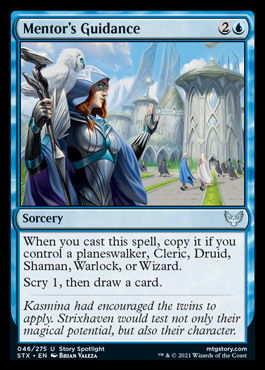 Mentor's Guidance 2
Sorcery
When you cast this spell, copy it if you
control a planeswalker, Cleric, Druid,
Shaman, Warlock, or Wizard.
Scry 1, then draw a card.
Kasmina had encouraged the twins to
apply. Strixhaven would test not only their
magical potential, but also their character.
046/275 U Story Spotlight
STX • EN Brian Valeza
mtgstory.com
™ & © 2021 Wizards of the Coast